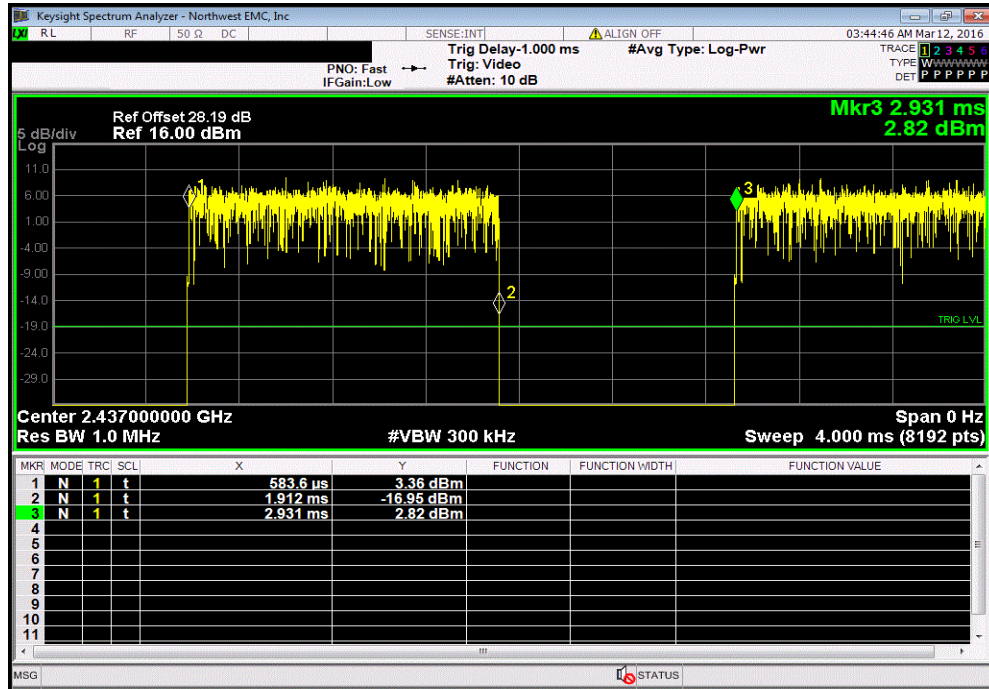 Keysight Spectrum Analyzer - Northwest EMC, Inc
LXI RL RF 50 Ω DC SENSE:INT ALIGN OFF 03:44:46 AM Mar 12, 2016
Trig Delay-1.000 ms #Avg Type: Log-Pwr TRACE 1 2 3 4 5 6
PNO: Fast Trig: Video TYPE WWWWWW
IFGain:Low #Atten: 10 dB DET P P P P P P
Mkr3 2.931 ms
2.82 dBm
Ref Offset 28.19 dB
5 dB/div Ref 16.00 dBm
Log
11.0
6.00
1.00
-4.00
-9.00
-14.0
-19.0
-24.0
-29.0
1
2
3
TRIG LVL
Center 2.437000000 GHz Span 0 Hz
Res BW 1.0 MHz #VBW 300 kHz Sweep 4.000 ms (8192 pts)
MKR MODE TRC SCL X Y FUNCTION FUNCTION WIDTH FUNCTION VALUE
1 N 1 t 583.6 µs 3.36 dBm
2 N 1 t 1.912 ms -16.95 dBm
3 N 1 t 2.931 ms 2.82 dBm
4
5
6
7
8
9
10
11
MSG STATUS